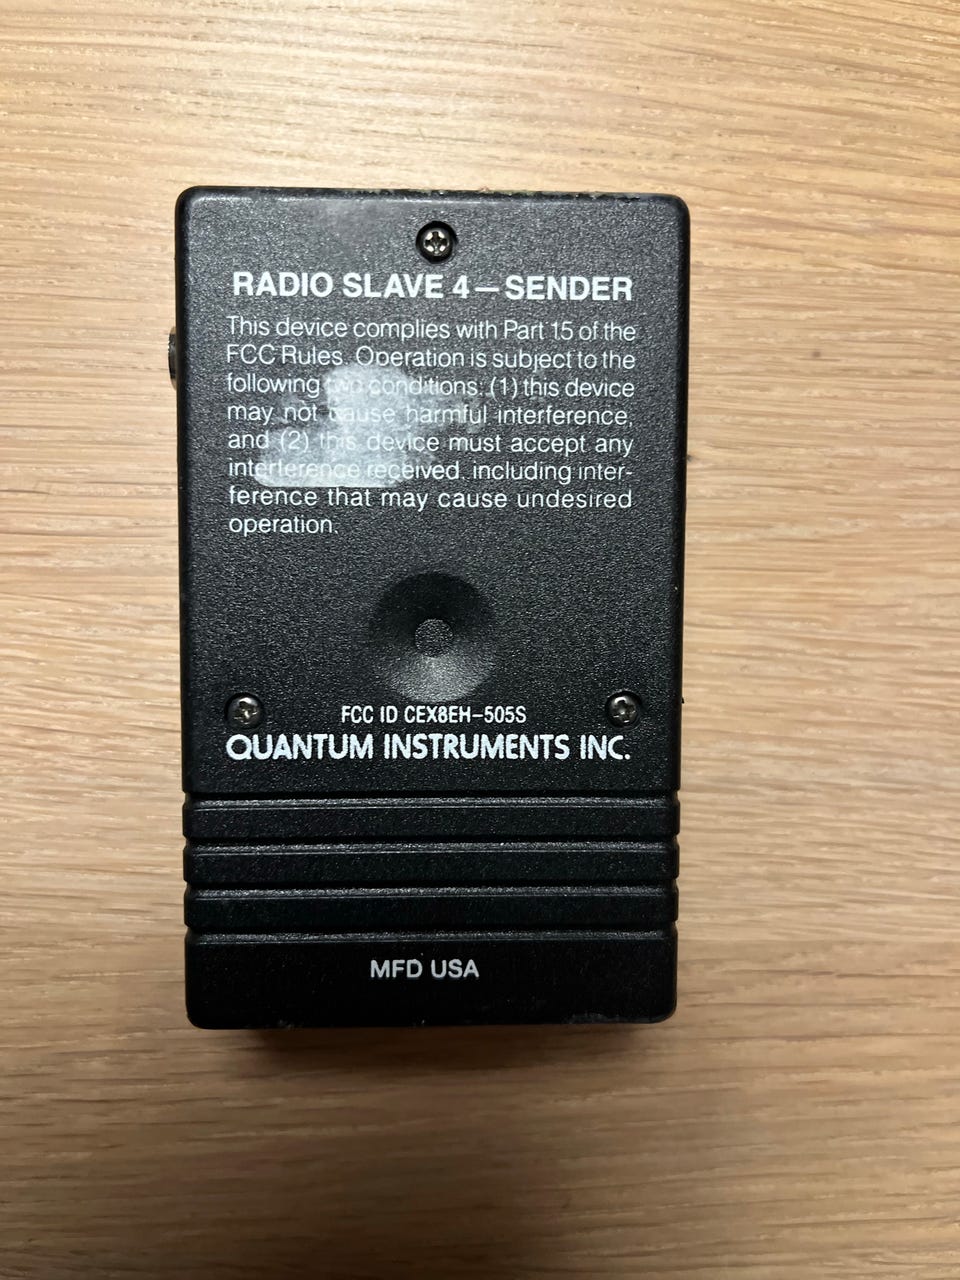 RADIO SLAVE 4—SENDER
This device complies with Part 15 of the
FCC Rules. Operation is subject to the
following two conditions: (1) this device
may not cause harmful interference,
and (2) this device must accept any
interference received, including inter-
ference that may cause undesired
operation.
FCC ID CEX8EH-505S
QUANTUM INSTRUMENTS INC.
MFD USA